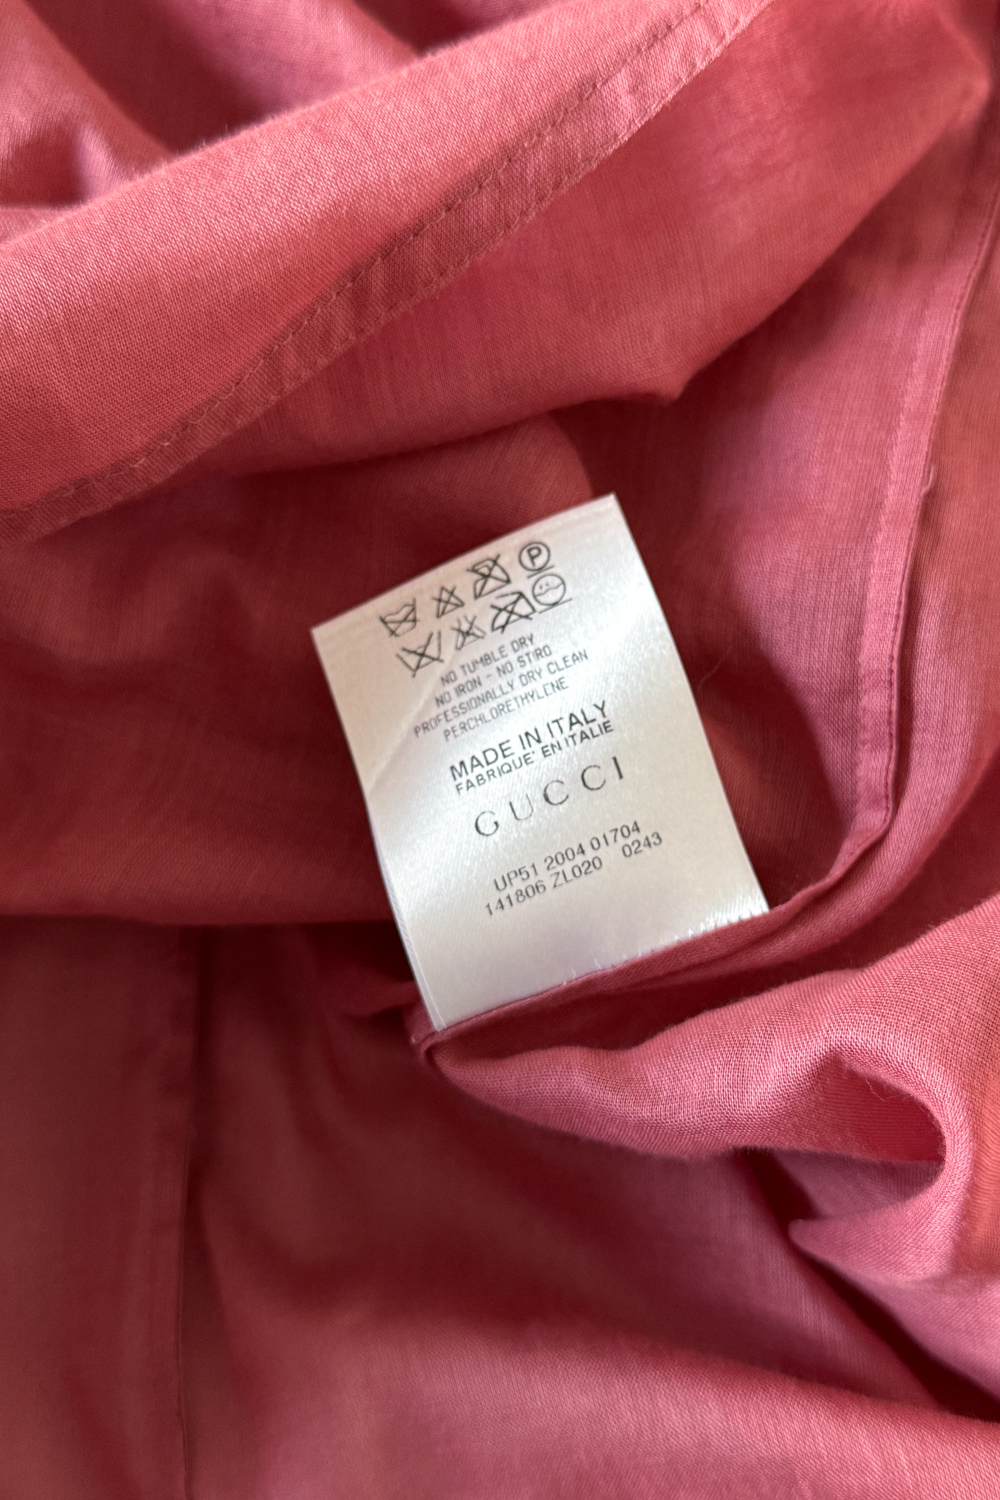 P
NO TUMBLE DRY
NO IRON - NO STIRO
PROFESSIONALLY DRY CLEAN
PERCHLORETHYLENE
MADE IN ITALY
FABRIQUE' EN ITALIE
GUCCI
UP51 2004 01704
141806 ZL020 0243